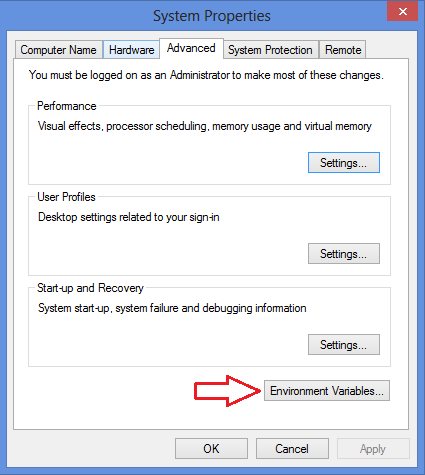 System Properties
Computer Name Hardware Advanced System Protection Remote
You must be logged on as an Administrator to make most of these changes.
Performance
Visual effects, processor scheduling, memory usage and virtual memory
Settings...
User Profiles
Desktop settings related to your sign-in
Settings...
Start-up and Recovery
System start-up, system failure and debugging information
Settings...
Environment Variables...
OK Cancel Apply